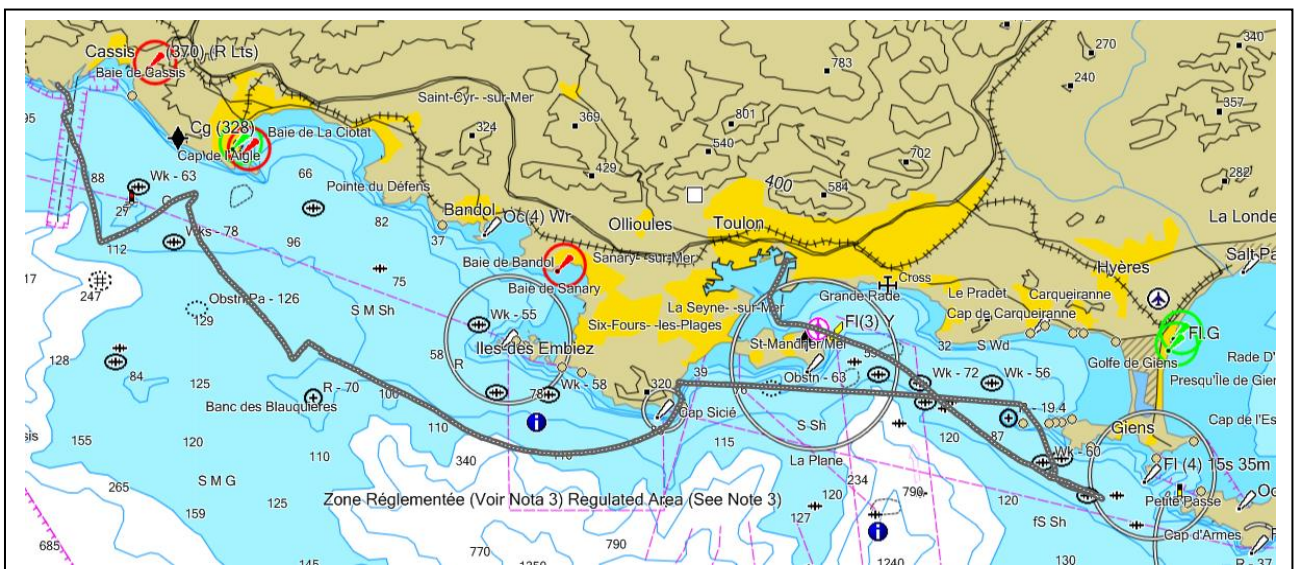 Cassis (370) (R Lts)
Baie de Cassis
Cg (328)
Baie de La Ciotat
Cap de l'Aigle
Saint-Cyr- -sur-Mer
Pointe du Défens
Bandol
Oc(4) Wr
Baie de Bandol
Sanary- -sur-Mer
Baie de Sanary
Ollioules
Toulon
La Seyne- -sur-Mer
Six-Fours- -les-Plages
Iles des Embiez
St-Mandrier/Mer
Grande Rade
Cross
Le Pradet
Cap de Carqueiranne
Carqueiranne
Hyères
La Londe
Salt Pa
Fl(3) Y
Fl.G
Golfe de Giens
Rade D'
Presqu'île de Gien
Cap de l'Es
Giens
Fl (4) 15s 35m
Petite Passe
Oc
Cap d'Armes
R - 37
Cap Sicié
La Plane
Banc des Blauquières
Zone Réglementée (Voir Nota 3) Regulated Area (See Note 3)
Wk - 63
Wks - 78
Obstn Pa - 126
R - 70
Wk - 55
Wk - 58
Obstn - 63
Wk - 72
Wk - 56
Wk - 60
19.4
S M Sh
S M G
S Sh
S Wd
fS Sh
R
783
270
340
240
357
282
801
540
702
584
400
324
369
429
320
95
88
27
112
66
82
37
96
75
17
247
129
128
84
125
58
106
78
110
39
32
87
115
120
155
120
110
265
125
159
340
110
685
145
770
1250
790
127
120
234
790
1240
120
120
130